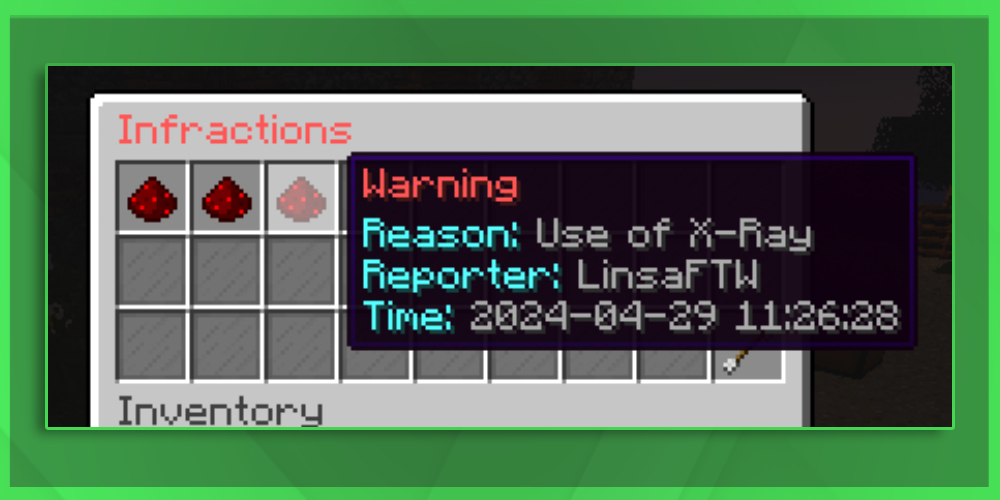 Infractions
Warning
Reason: Use of X-Ray
Reporter: LinsaFTW
Time: 2024-04-29 11:26:28
Inventory